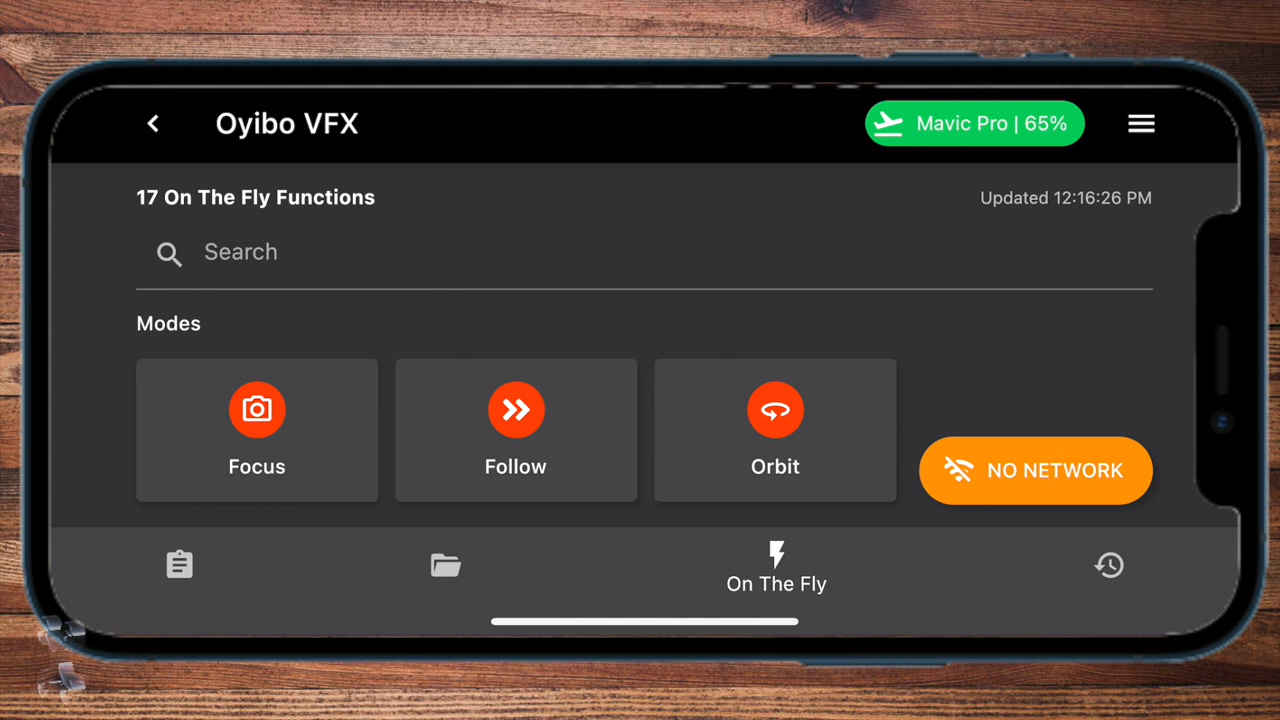 Oyibo VFX
Mavic Pro | 65%
17 On The Fly Functions
Updated 12:16:26 PM
Search
Modes
Focus
Follow
Orbit
NO NETWORK
On The Fly